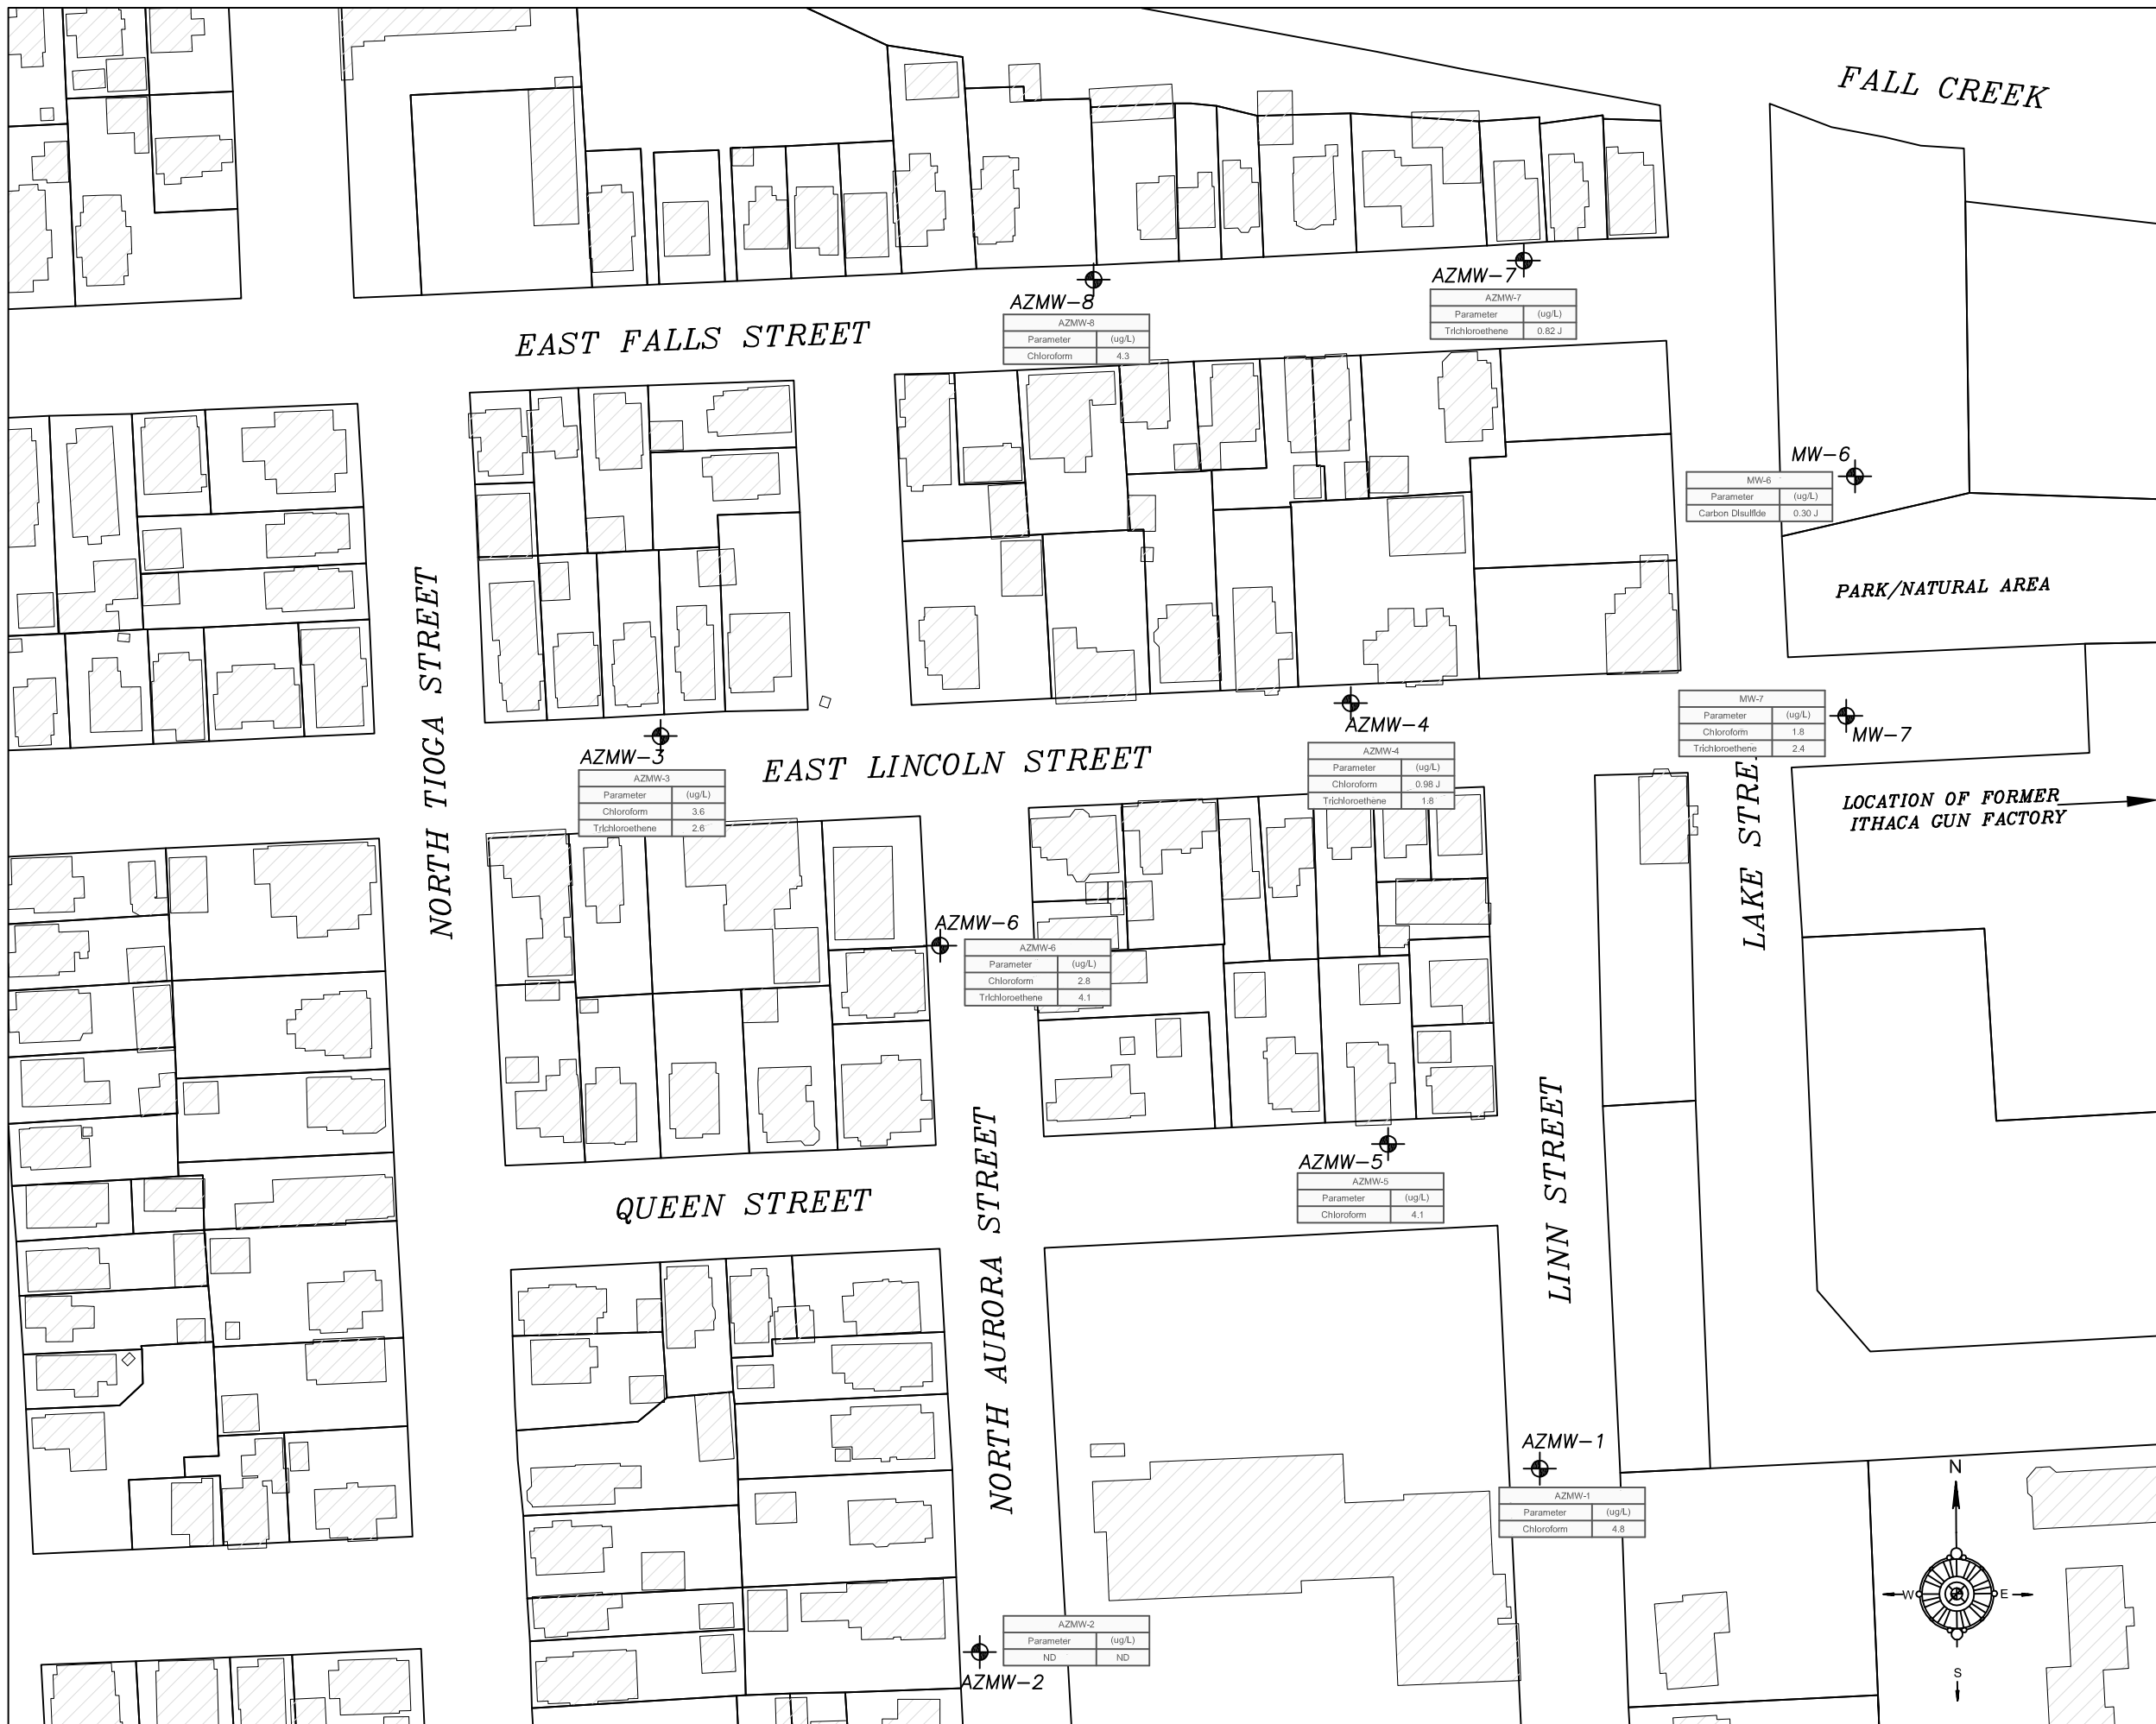 FALL CREEK
AZMW-8
AZMW-8
Parameter (ug/L)
Chloroform 4.3
AZMW-7
AZMW-7
Parameter (ug/L)
Trichloroethene 0.82 J
EAST FALLS STREET
MW-6
MW-6
Parameter (ug/L)
Carbon Disulfide 0.30 J
PARK/NATURAL AREA
NORTH TIOGA STREET
AZMW-3
AZMW-3
Parameter (ug/L)
Chloroform 3.6
Trichloroethene 2.6
EAST LINCOLN STREET
AZMW-4
AZMW-4
Parameter (ug/L)
Chloroform 0.98 J
Trichloroethene 1.8
MW-7
Parameter (ug/L)
Chloroform 1.8
Trichloroethene 2.4
MW-7
LAKE STREE
LOCATION OF FORMER
ITHACA GUN FACTORY
AZMW-6
AZMW-6
Parameter (ug/L)
Chloroform 2.8
Trichloroethene 4.1
AZMW-5
AZMW-5
Parameter (ug/L)
Chloroform 4.1
QUEEN STREET
NORTH AURORA STREET
LINN STREET
AZMW-1
AZMW-1
Parameter (ug/L)
Chloroform 4.8
AZMW-2
Parameter (ug/L)
ND ND
AZMW-2
N
W E
S